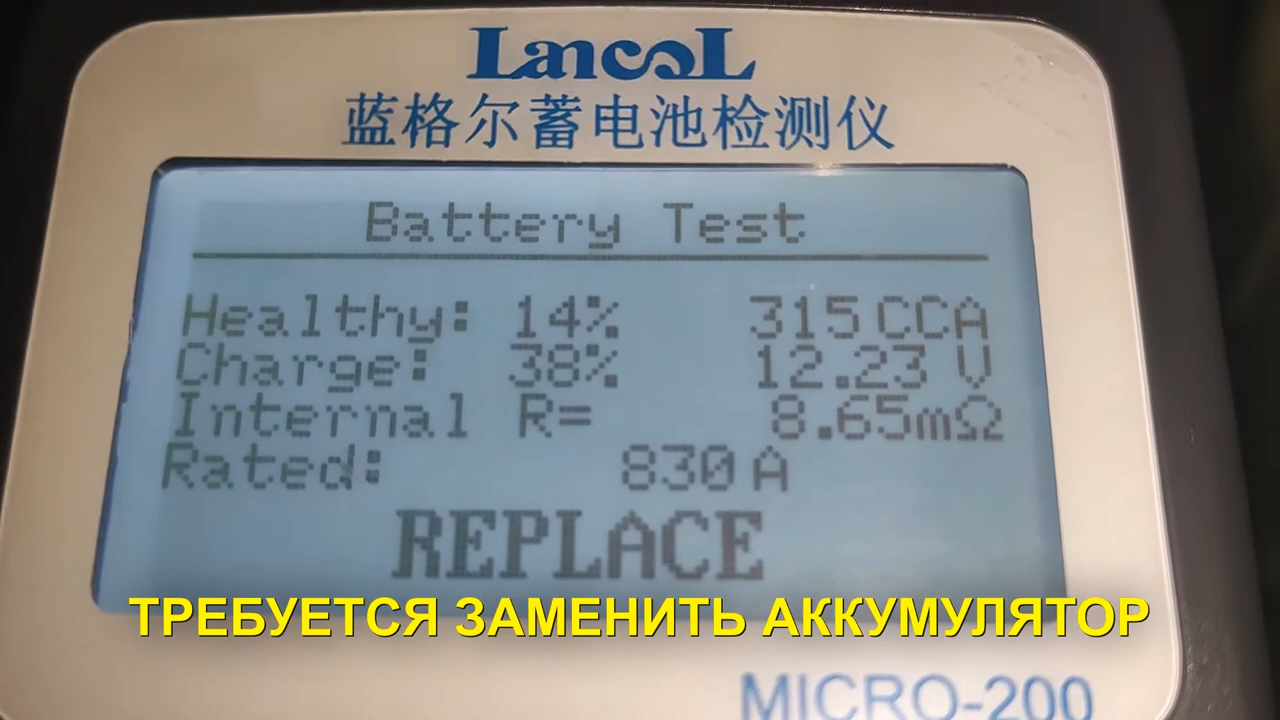 LancoL
蓝格尔蓄电池检测仪
Battery Test
Healthy: 14% 315 CCA
Charge: 38% 12.23 V
Internal R= 8.65mΩ
Rated: 830 A
REPLACE
ТРЕБУЕТСЯ ЗАМЕНИТЬ АККУМУЛЯТОР
MICRO-200